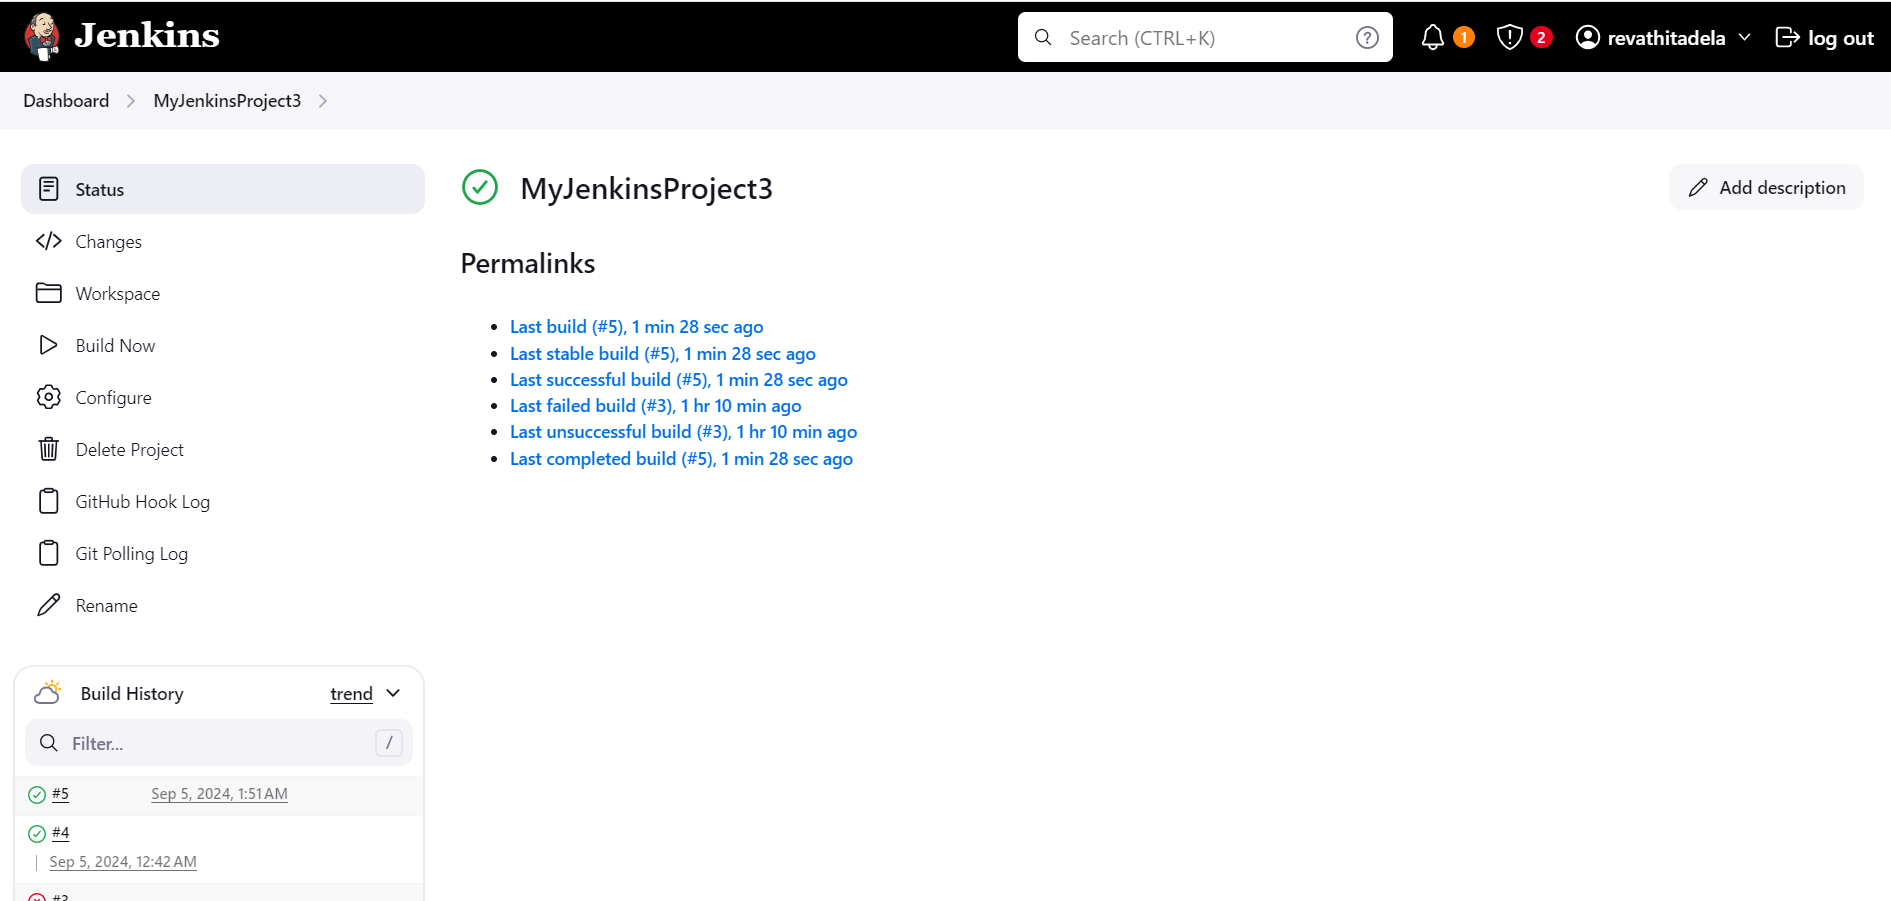 Jenkins
Search (CTRL+K)
?
1
2
revathitadela
log out
Dashboard
MyJenkinsProject3
Status
Changes
Workspace
Build Now
Configure
Delete Project
GitHub Hook Log
Git Polling Log
Rename
MyJenkinsProject3
Add description
Permalinks
Last build (#5), 1 min 28 sec ago
Last stable build (#5), 1 min 28 sec ago
Last successful build (#5), 1 min 28 sec ago
Last failed build (#3), 1 hr 10 min ago
Last unsuccessful build (#3), 1 hr 10 min ago
Last completed build (#5), 1 min 28 sec ago
Build History
trend
Filter...
/
#5 Sep 5, 2024, 1:51 AM
#4
Sep 5, 2024, 12:42 AM
#3